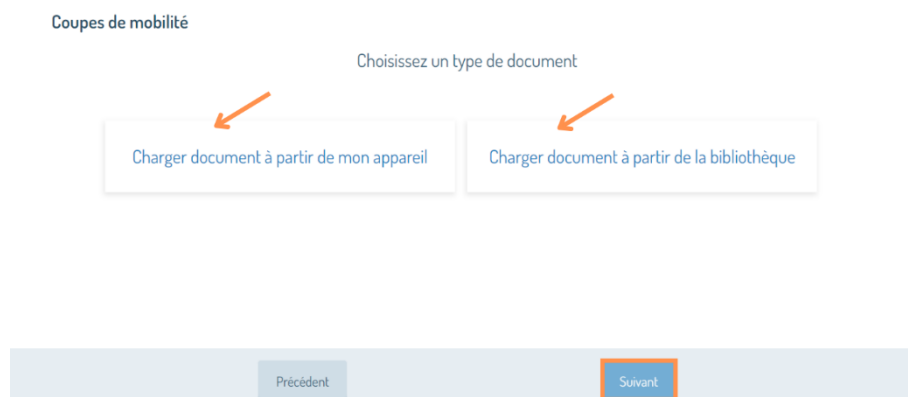 Coupes de mobilité
Choisissez un type de document
Charger document à partir de mon appareil
Charger document à partir de la bibliothèque
Précédent
Suivant